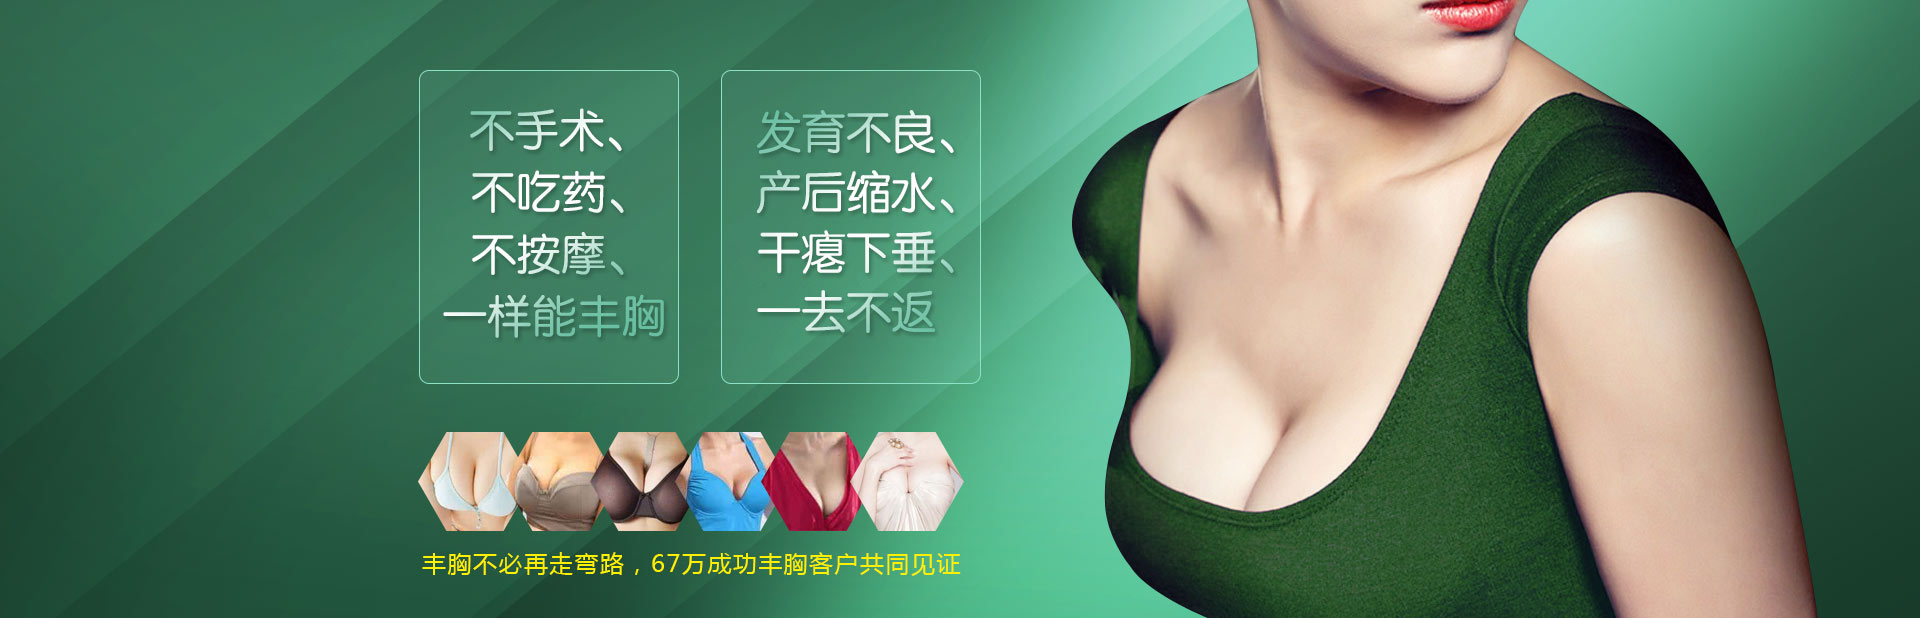 不手术、
不吃药、
不按摩、
一样能丰胸
发育不良、
产后缩水、
干瘪下垂、
一去不返
丰胸不必再走弯路，67万成功丰胸客户共同见证